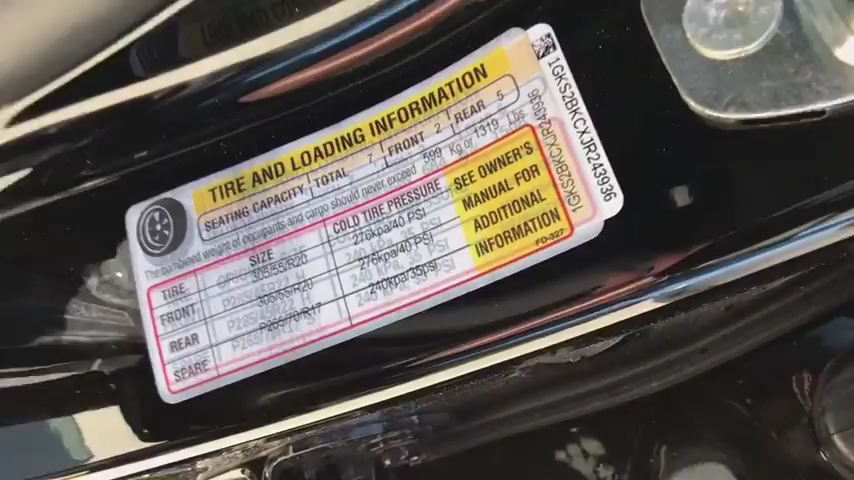 TIRE AND LOADING INFORMATION
SEATING CAPACITY TOTAL 7 FRONT 2 REAR 5
The combined weight of occupants and cargo should never exceed 599 Kg or 1319 Lbs
TIRE SIZE COLD TIRE PRESSURE
FRONT 305/55/R20 276kpa/40 PSI
REAR 305/55/R20 276kpa/40 PSI
SPARE P265/70/R17 240kpa/35psi
SEE OWNER'S
MANUAL FOR
ADDITIONAL
INFORMATION
FD-327
1GKS2BKCXJR243936
1GKS2BKCXJR243936